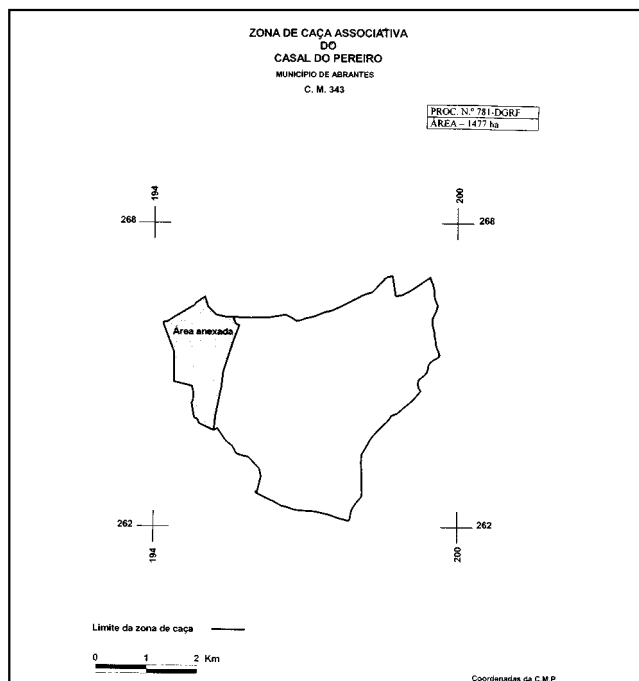 ZONA DE CAÇA ASSOCIATIVA
DO
CASAL DO PEREIRO
MUNICÍPIO DE ABRANTES
C. M. 343
PROC. N.º 781-DGRF
ÁREA – 1477 ha
194
200
268
268
Área anexada
262
262
194
200
Limite da zona de caça
0 1 2 Km
Coordenadas da C.M.P